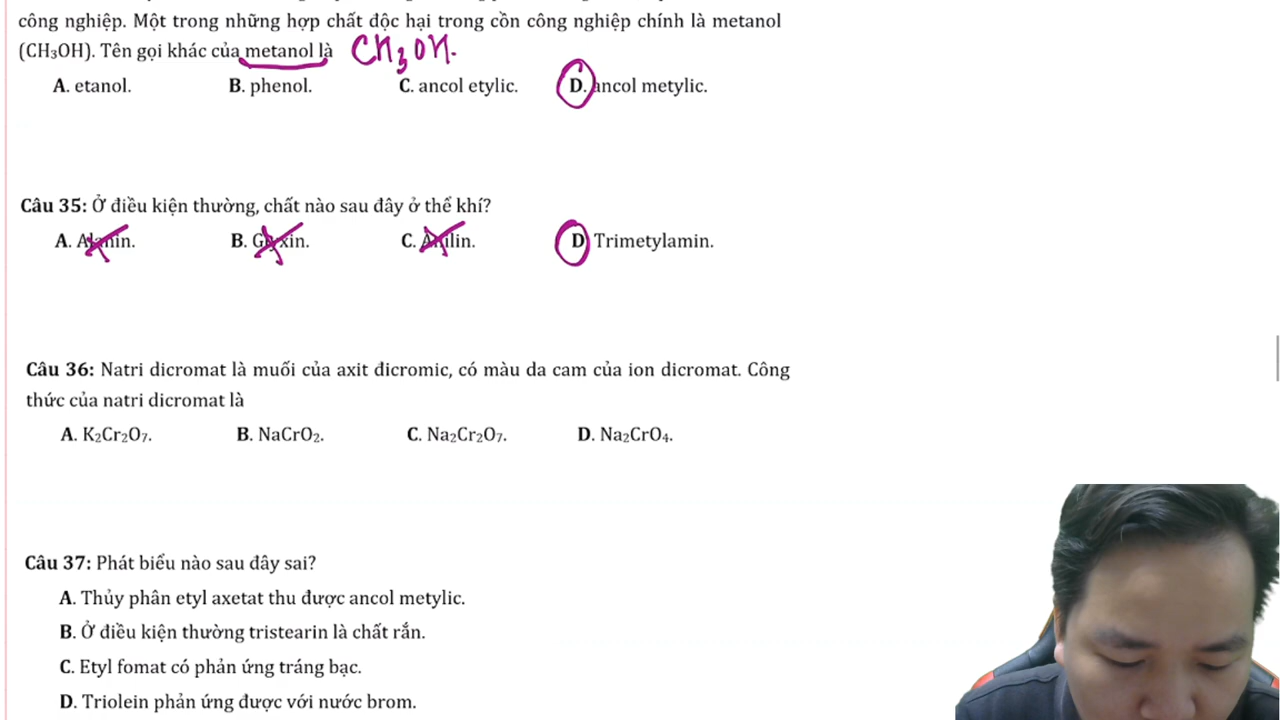 công nghiệp. Một trong những hợp chất độc hại trong cồn công nghiệp chính là metanol
(CH₃OH). Tên gọi khác của metanol là CH₃OH.
A. etanol. B. phenol. C. ancol etylic. D. ancol metylic.
Câu 35: Ở điều kiện thường, chất nào sau đây ở thể khí?
A. Alanin. B. Glyxin. C. Anilin. D Trimetylamin.
Câu 36: Natri dicromat là muối của axit đicromic, có màu da cam của ion dicromat. Công
thức của natri dicromat là
A. K₂Cr₂O₇. B. NaCrO₂. C. Na₂Cr₂O₇. D. Na₂CrO₄.
Câu 37: Phát biểu nào sau đây sai?
A. Thủy phân etyl axetat thu được ancol metylic.
B. Ở điều kiện thường tristearin là chất rắn.
C. Etyl fomat có phản ứng tráng bạc.
D. Triolein phản ứng được với nước brom.